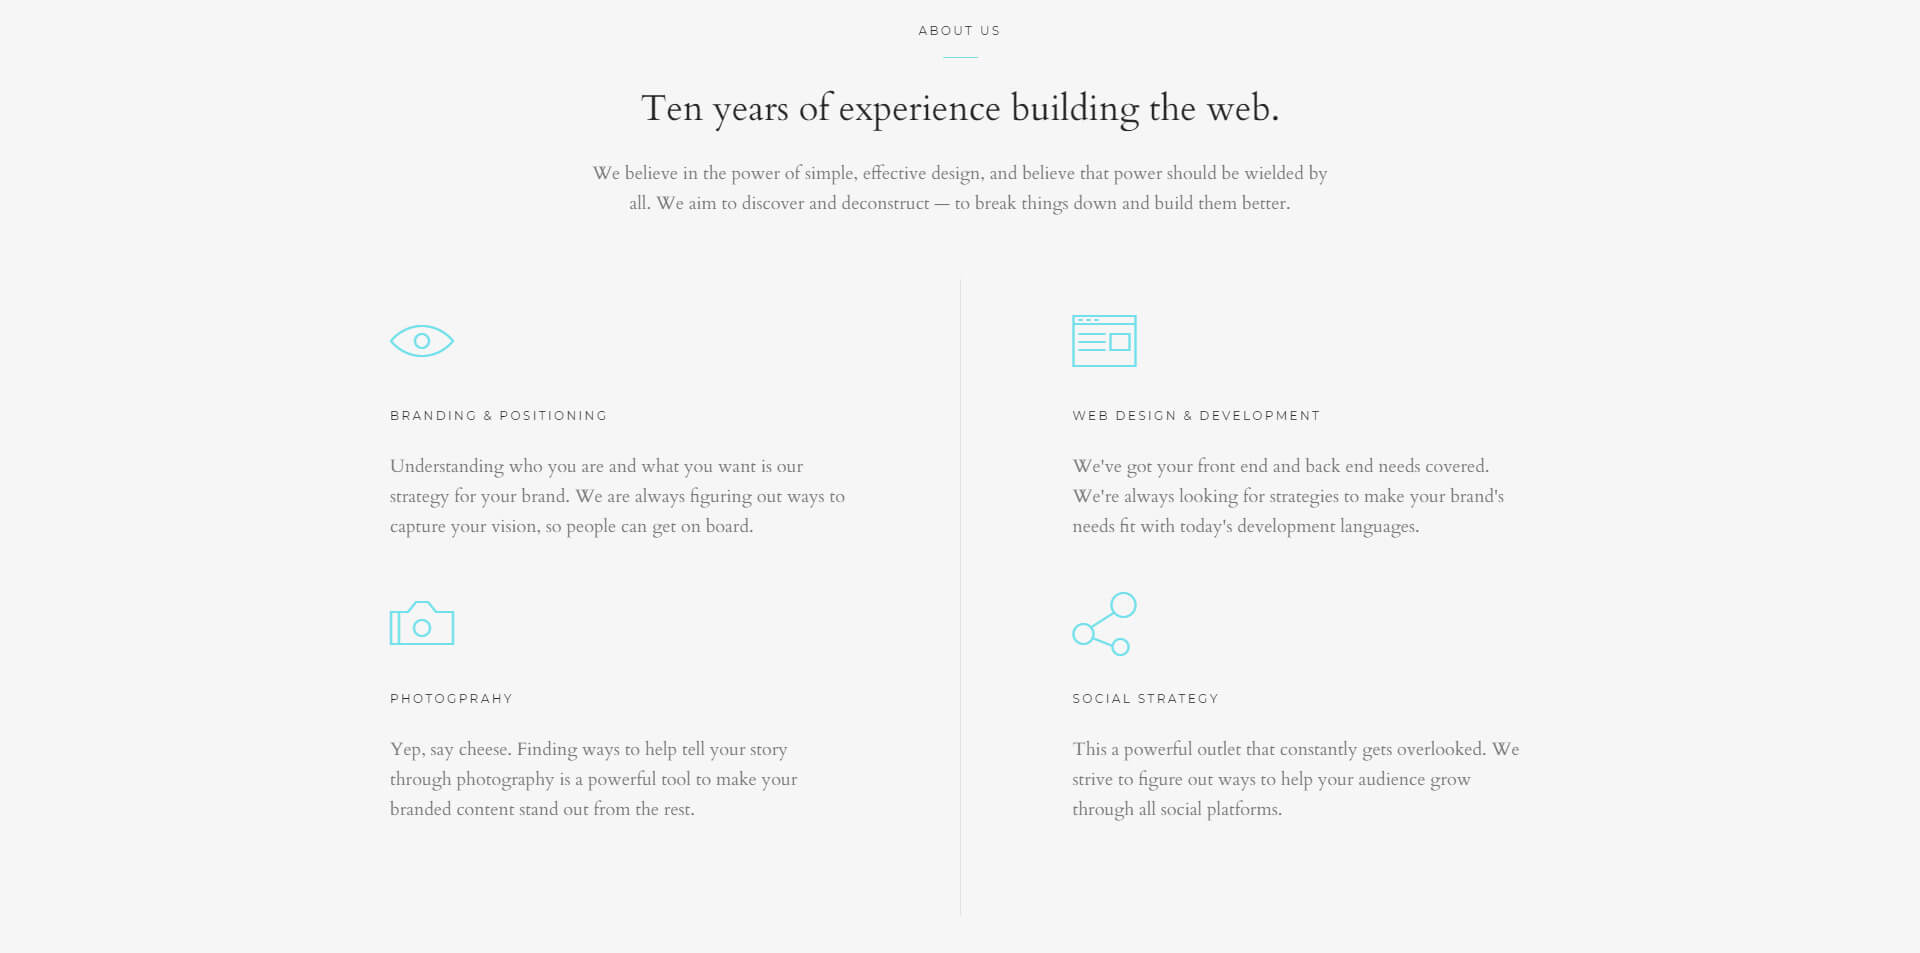 ABOUT US
Ten years of experience building the web.
We believe in the power of simple, effective design, and believe that power should be wielded by
all. We aim to discover and deconstruct — to break things down and build them better.
BRANDING & POSITIONING
Understanding who you are and what you want is our
strategy for your brand. We are always figuring out ways to
capture your vision, so people can get on board.
WEB DESIGN & DEVELOPMENT
We've got your front end and back end needs covered.
We're always looking for strategies to make your brand's
needs fit with today's development languages.
PHOTOGPRAHY
Yep, say cheese. Finding ways to help tell your story
through photography is a powerful tool to make your
branded content stand out from the rest.
SOCIAL STRATEGY
This a powerful outlet that constantly gets overlooked. We
strive to figure out ways to help your audience grow
through all social platforms.